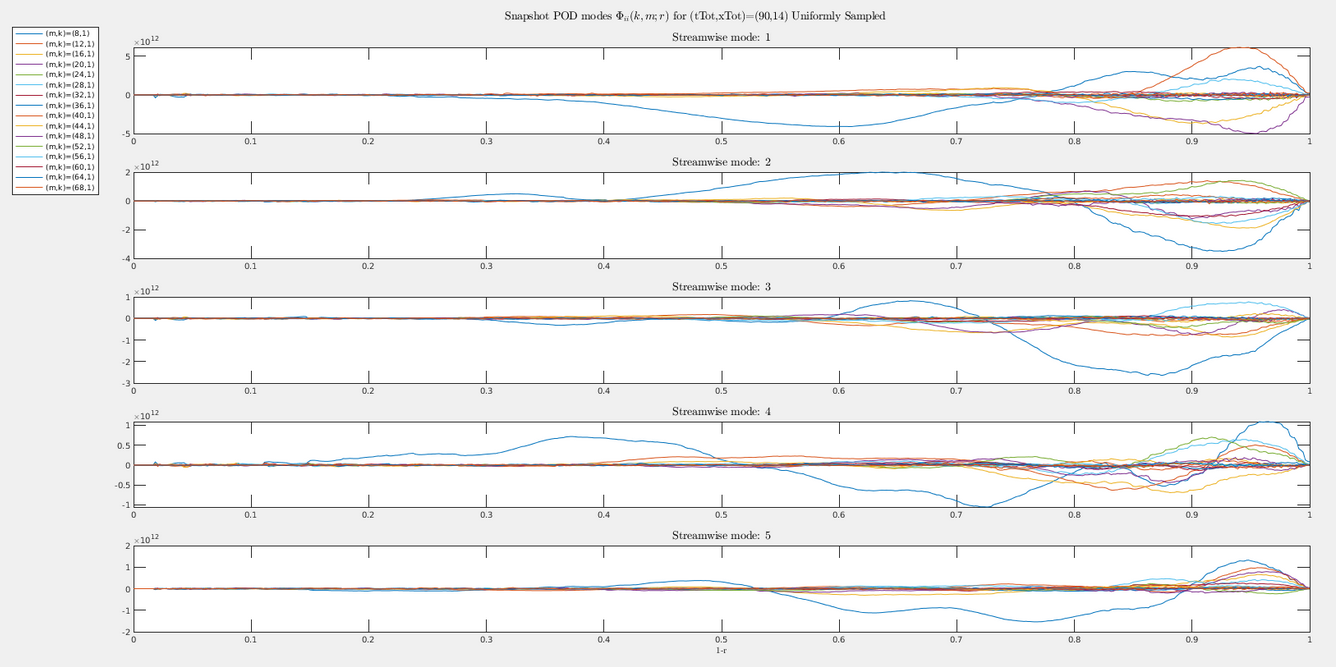 Snapshot POD modes Φii(k, m; r) for (tTot,xTot)=(90,14) Uniformly Sampled
(m,k)=(8,1)
(m,k)=(12,1)
(m,k)=(16,1)
(m,k)=(20,1)
(m,k)=(24,1)
(m,k)=(28,1)
(m,k)=(32,1)
(m,k)=(36,1)
(m,k)=(40,1)
(m,k)=(44,1)
(m,k)=(48,1)
(m,k)=(52,1)
(m,k)=(56,1)
(m,k)=(60,1)
(m,k)=(64,1)
(m,k)=(68,1)
Streamwise mode: 1
×10^12
5
0
-5
0 0.1 0.2 0.3 0.4 0.5 0.6 0.7 0.8 0.9 1
Streamwise mode: 2
×10^12
2
0
-2
-4
0 0.1 0.2 0.3 0.4 0.5 0.6 0.7 0.8 0.9 1
Streamwise mode: 3
×10^12
1
0
-1
-2
-3
0 0.1 0.2 0.3 0.4 0.5 0.6 0.7 0.8 0.9 1
Streamwise mode: 4
×10^12
1
0.5
0
-0.5
-1
0 0.1 0.2 0.3 0.4 0.5 0.6 0.7 0.8 0.9 1
Streamwise mode: 5
×10^12
2
1
0
-1
-2
0 0.1 0.2 0.3 0.4 0.5 0.6 0.7 0.8 0.9 1
1-r